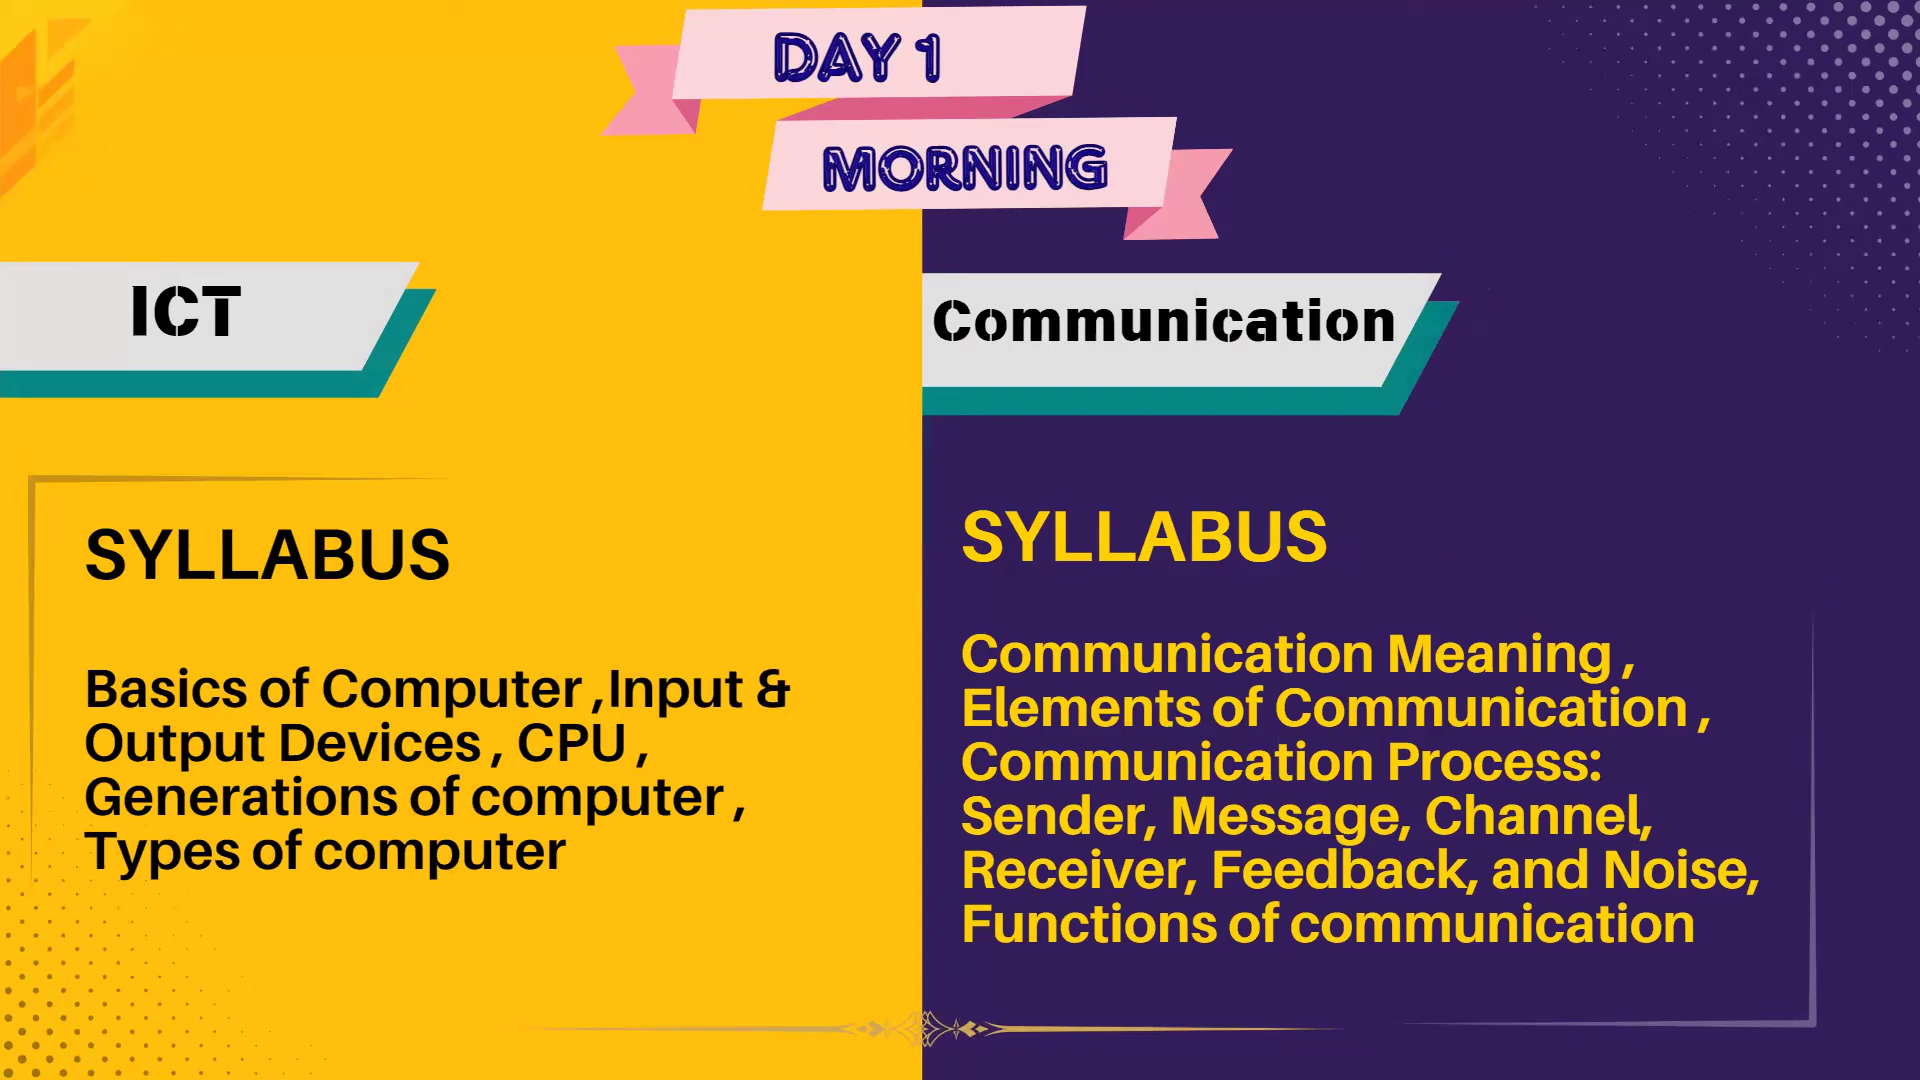 DAY 1
MORNING
ICT
SYLLABUS
Basics of Computer ,Input &
Output Devices , CPU ,
Generations of computer ,
Types of computer
Communication
SYLLABUS
Communication Meaning ,
Elements of Communication ,
Communication Process:
Sender, Message, Channel,
Receiver, Feedback, and Noise,
Functions of communication